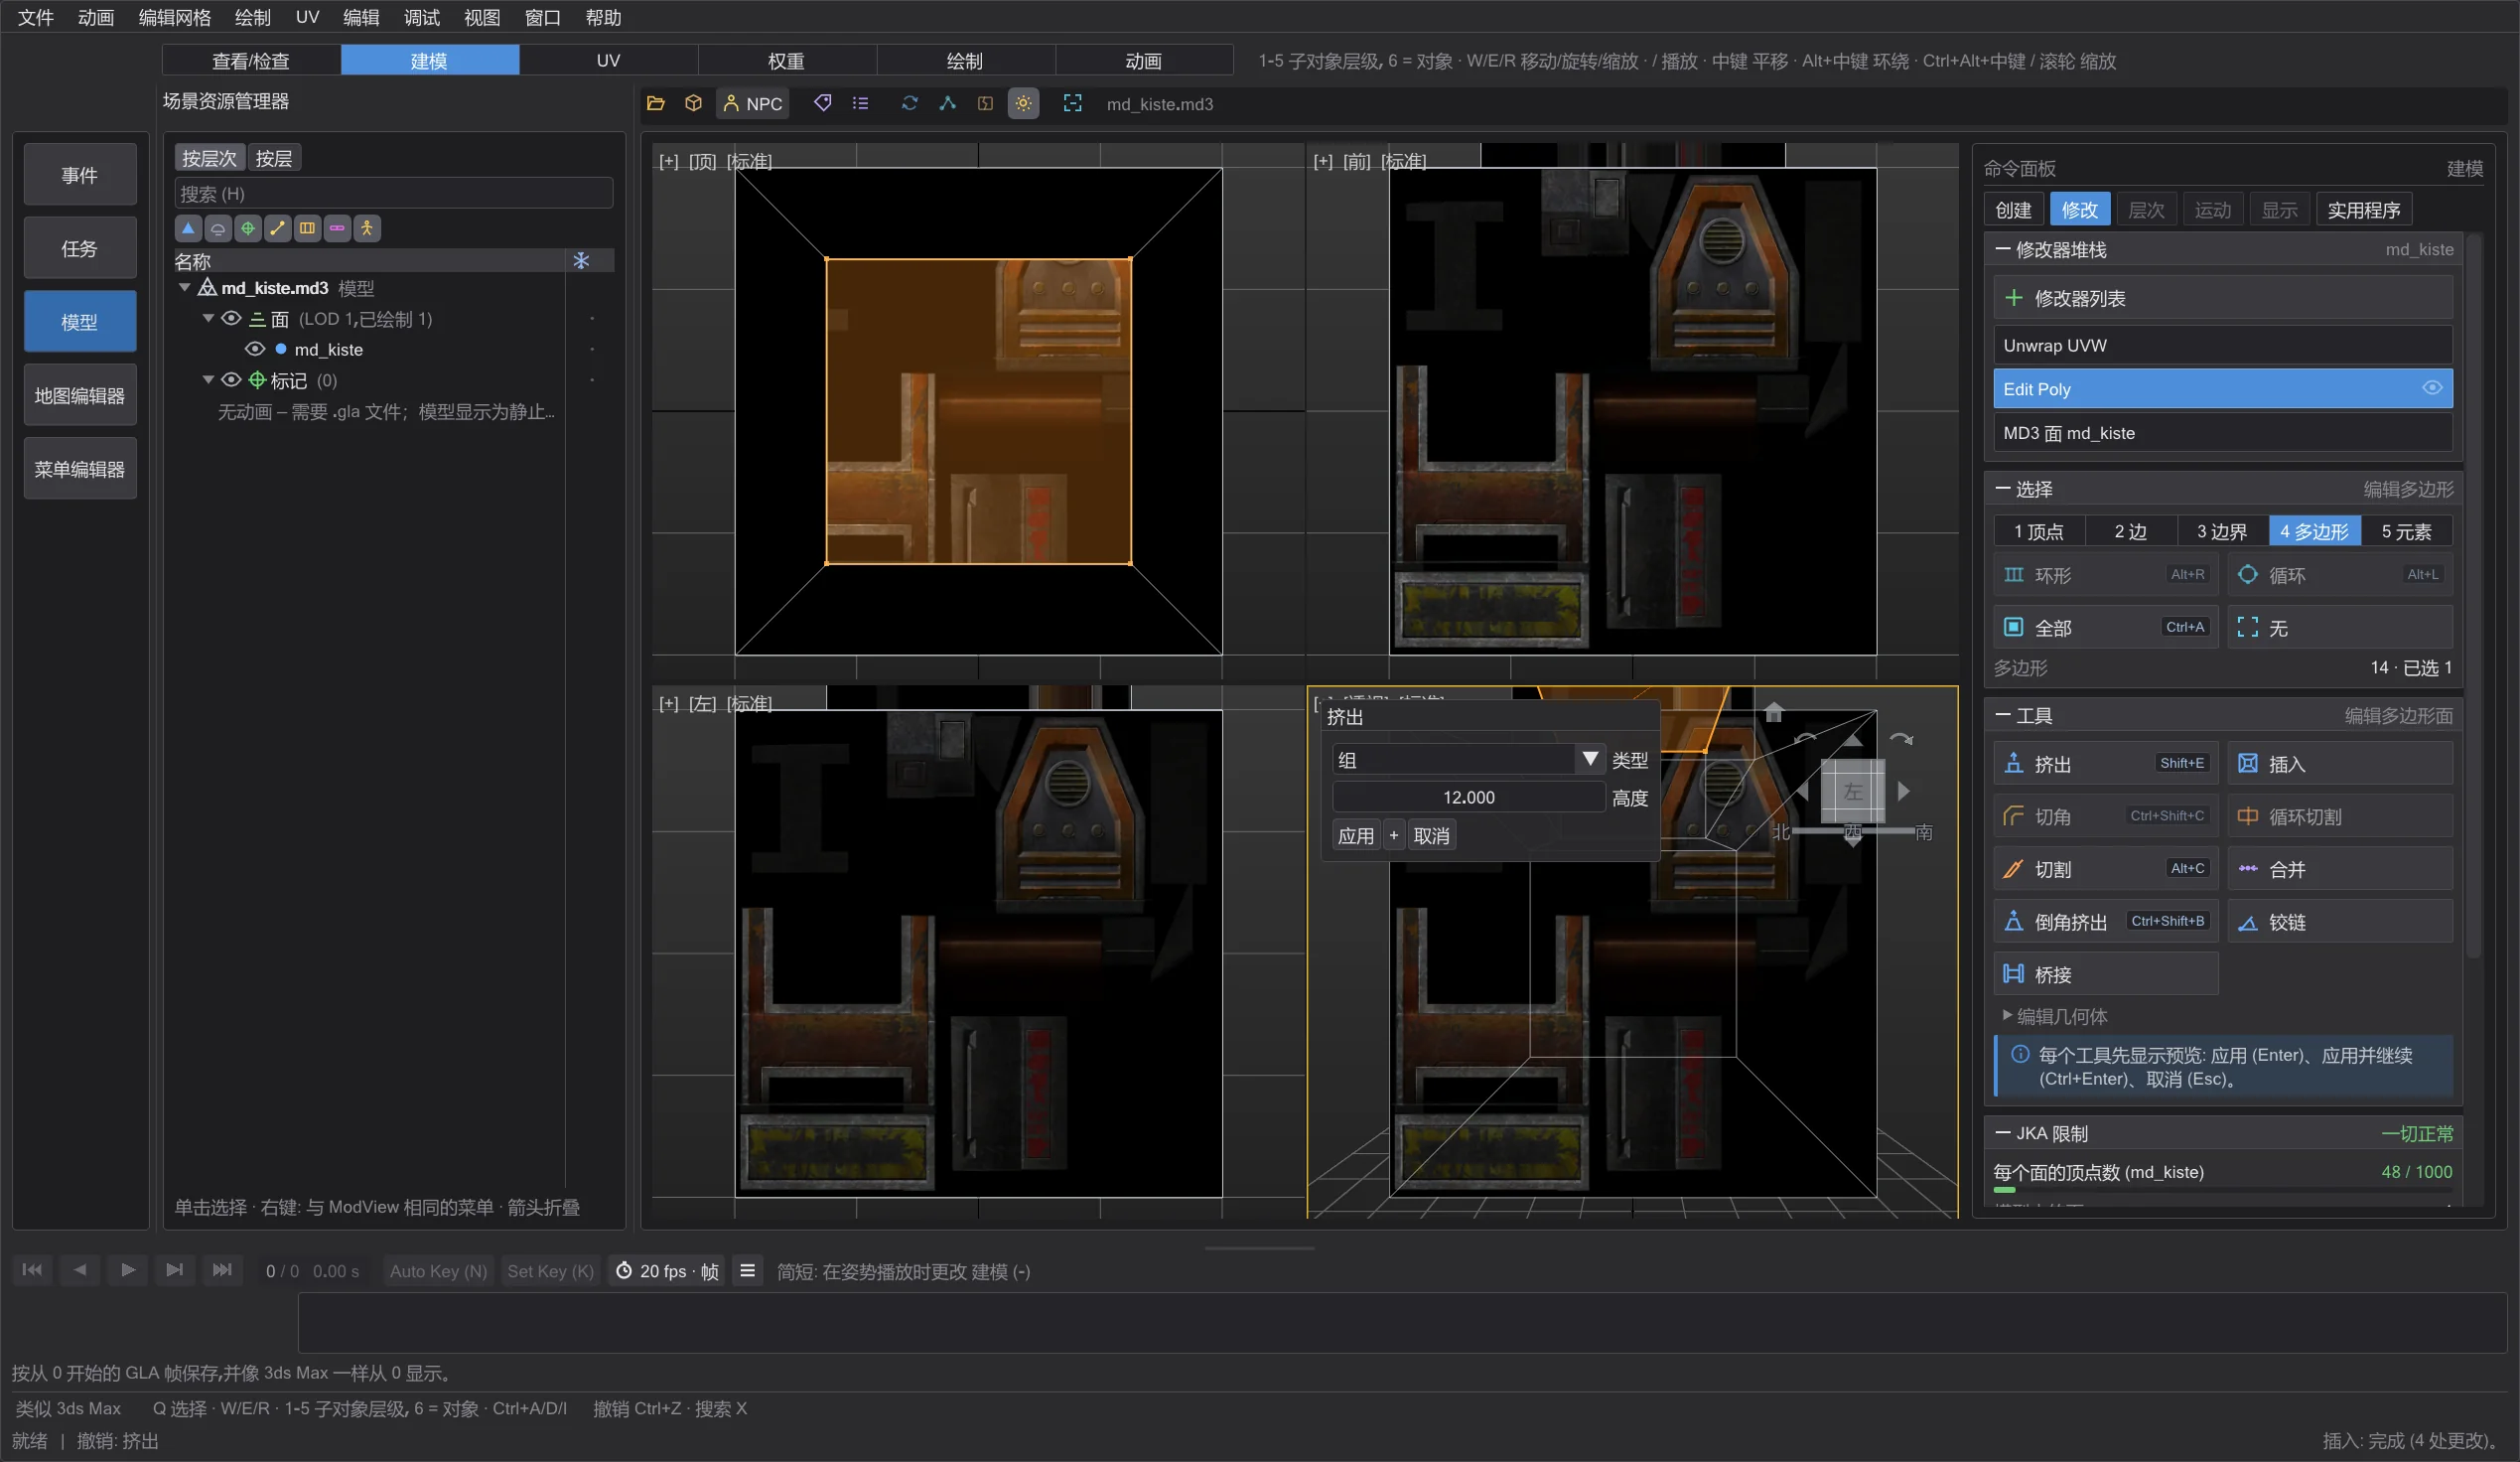 文件 动画 编辑网格 绘制 UV 编辑 调试 视图 窗口 帮助
查看/检查 建模 UV 权重 绘制 动画 1-5 子对象层级, 6 = 对象 · W/E/R 移动/旋转/缩放 · / 播放 · 中键 平移 · Alt+中键 环绕 · Ctrl+Alt+中键 / 滚轮 缩放
场景资源管理器
NPC md_kiste.md3
事件
任务
模型
地图编辑器
菜单编辑器
按层次 按层
搜索 (H)
名称
md_kiste.md3 模型
面 (LOD 1,已绘制 1)
md_kiste
标记 (0)
无动画 – 需要 .gla 文件；模型显示为静止...
单击选择 · 右键: 与 ModView 相同的菜单 · 箭头折叠
[+] [顶] [标准]
[+] [前] [标准]
[+] [左] [标准]
挤出
组 类型
12.000 高度
应用 + 取消
左
北 西 南
命令面板 建模
创建 修改 层次 运动 显示 实用程序
修改器堆栈 md_kiste
修改器列表
Unwrap UVW
Edit Poly
MD3 面 md_kiste
选择 编辑多边形
1 顶点 2 边 3 边界 4 多边形 5 元素
环形 Alt+R 循环 Alt+L
全部 Ctrl+A 无
多边形 14 · 已选 1
工具 编辑多边形面
挤出 Shift+E 插入
切角 Ctrl+Shift+C 循环切割
切割 Alt+C 合并
倒角挤出 Ctrl+Shift+B 铰链
桥接
编辑几何体
每个工具先显示预览: 应用 (Enter)、应用并继续
(Ctrl+Enter)、取消 (Esc)。
JKA 限制 一切正常
每个面的顶点数 (md_kiste) 48 / 1000
0 / 0 0.00 s Auto Key (N) Set Key (K) 20 fps · 帧 简短: 在姿势播放时更改 建模 (-)
按从 0 开始的 GLA 帧保存,并像 3ds Max 一样从 0 显示。
类似 3ds Max Q 选择 · W/E/R · 1-5 子对象层级, 6 = 对象 · Ctrl+A/D/I 撤销 Ctrl+Z · 搜索 X
就绪 | 撤销: 挤出 插入: 完成 (4 处更改)。